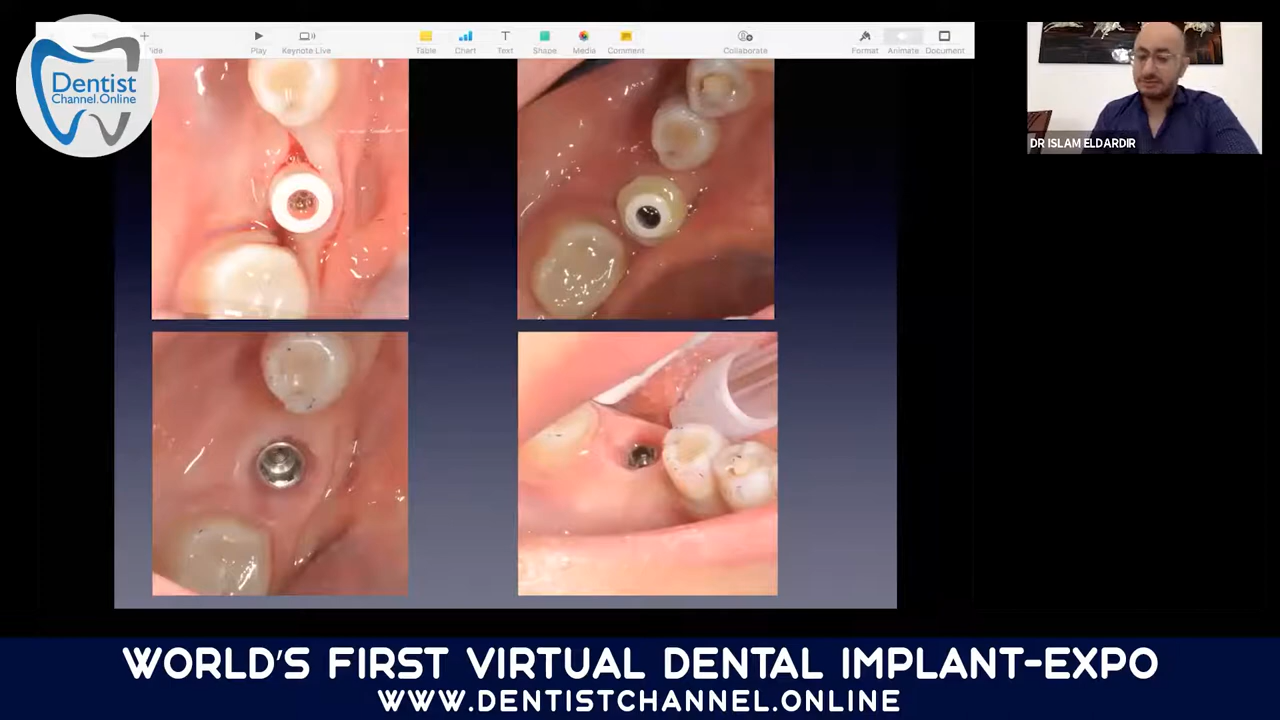 Dentist
Channel.Online
Play
Keynote Live
Table
Chart
Text
Shape
Media
Comment
Collaborate
Format
Animate
Document
DR ISLAM ELDARDIR
WORLD'S FIRST VIRTUAL DENTAL IMPLANT-EXPO
WWW.DENTISTCHANNEL.ONLINE